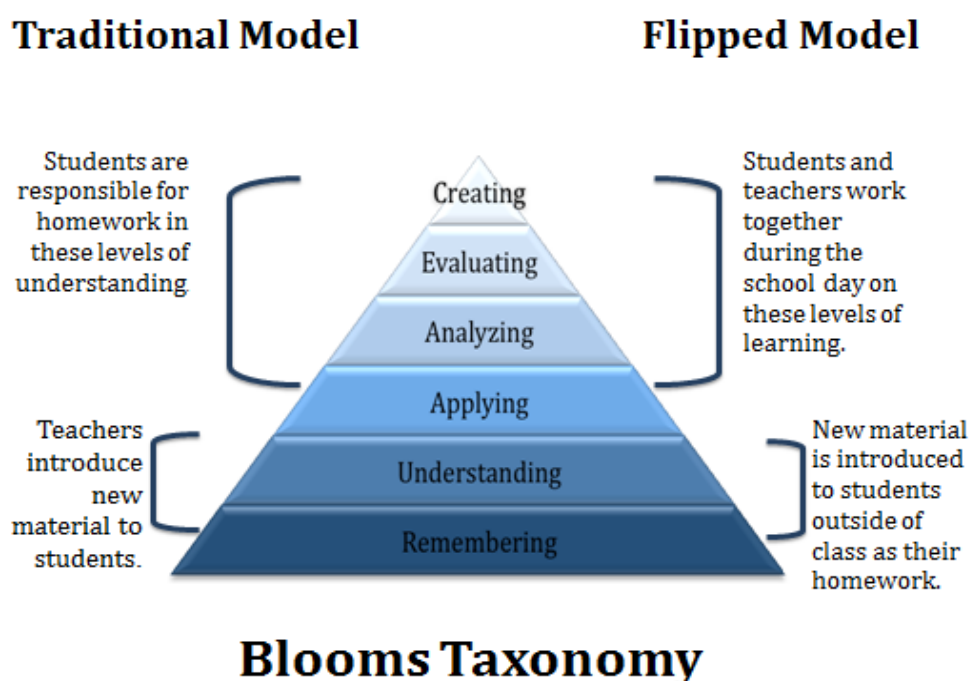 Traditional Model
Flipped Model
Students are
responsible for
homework in
these levels of
understanding
Teachers
introduce
new
material to
students.
Creating
Evaluating
Analyzing
Applying
Understanding
Remembering
Students and
teachers work
together
during the
school day on
these levels of
learning.
New material
is introduced
to students
outside of
class as their
homework.
Blooms Taxonomy